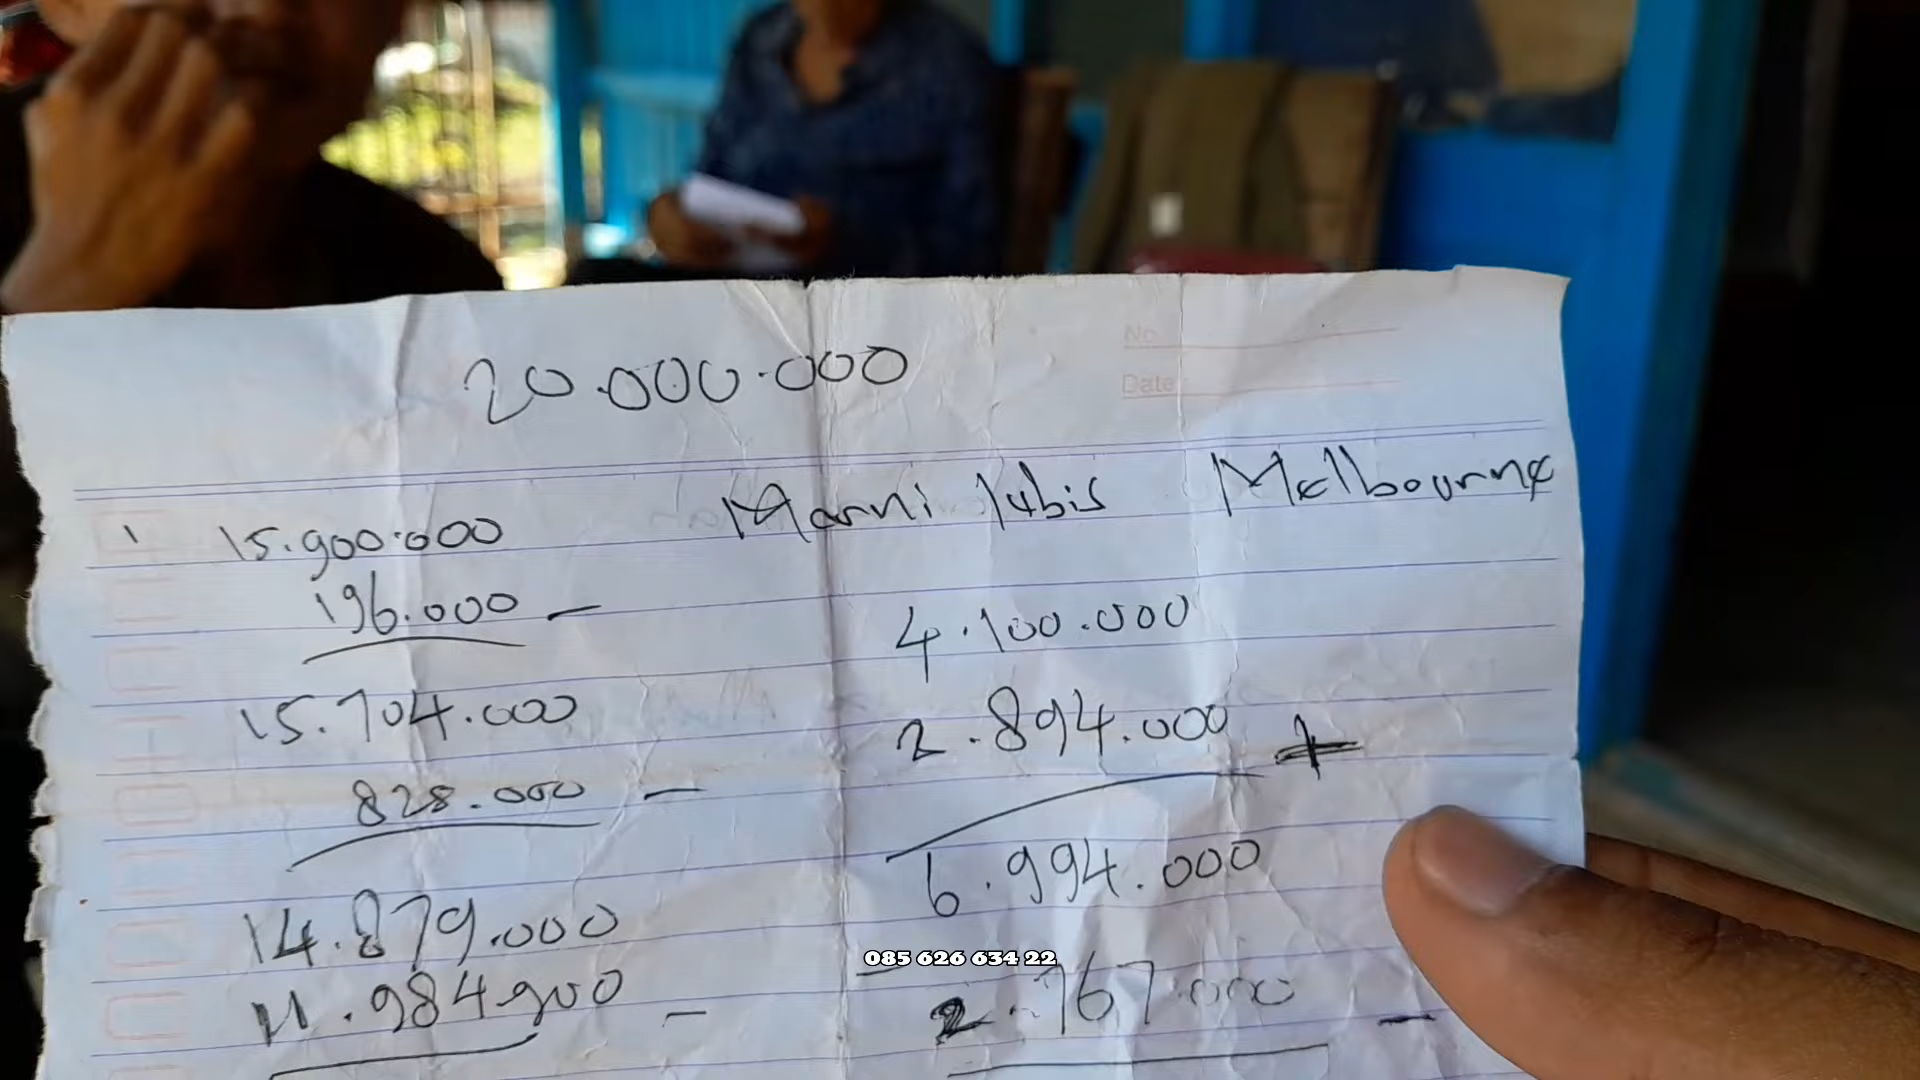 20.000.000
No
Date
Marni lubis Melbourne
15.900.000
196.000 —
15.704.000
828.000 —
14.879.000
11.984.900 —
4.100.000
2.894.000 +
6.994.000
2.767.000 —
085 626 634 22